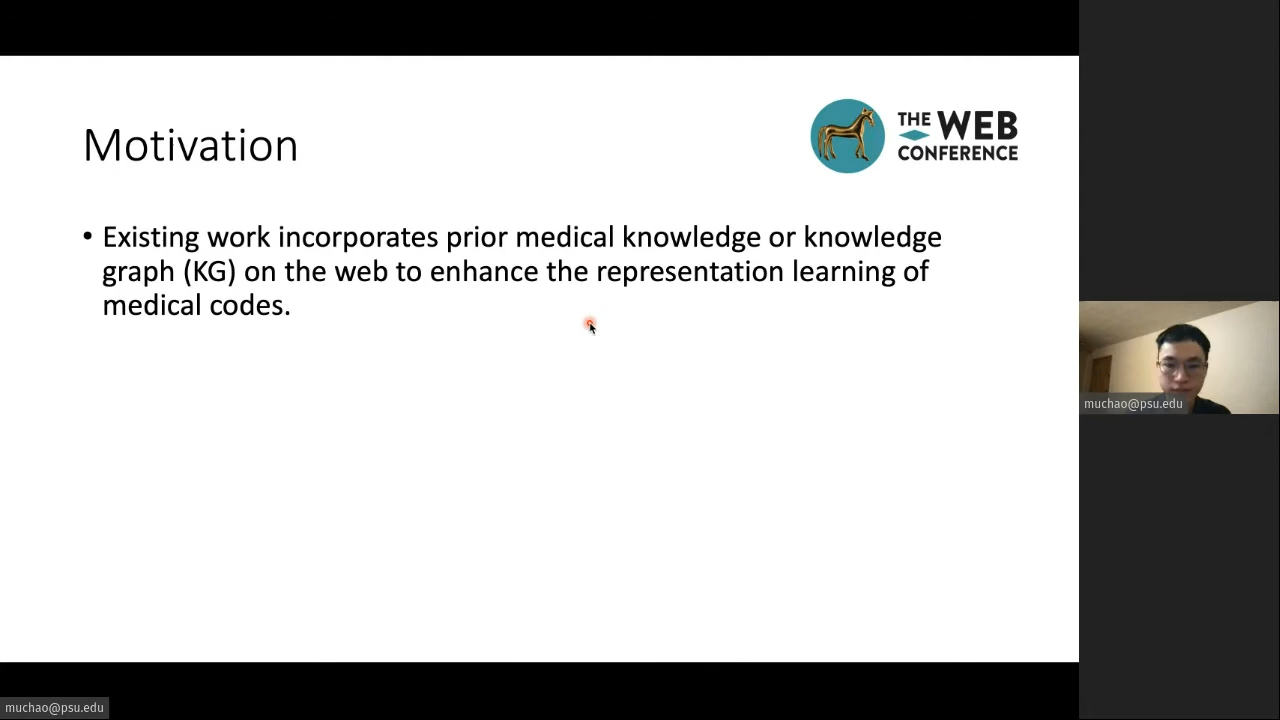 Motivation
THE WEB
CONFERENCE
• Existing work incorporates prior medical knowledge or knowledge
graph (KG) on the web to enhance the representation learning of
medical codes.
muchao@psu.edu
muchao@psu.edu